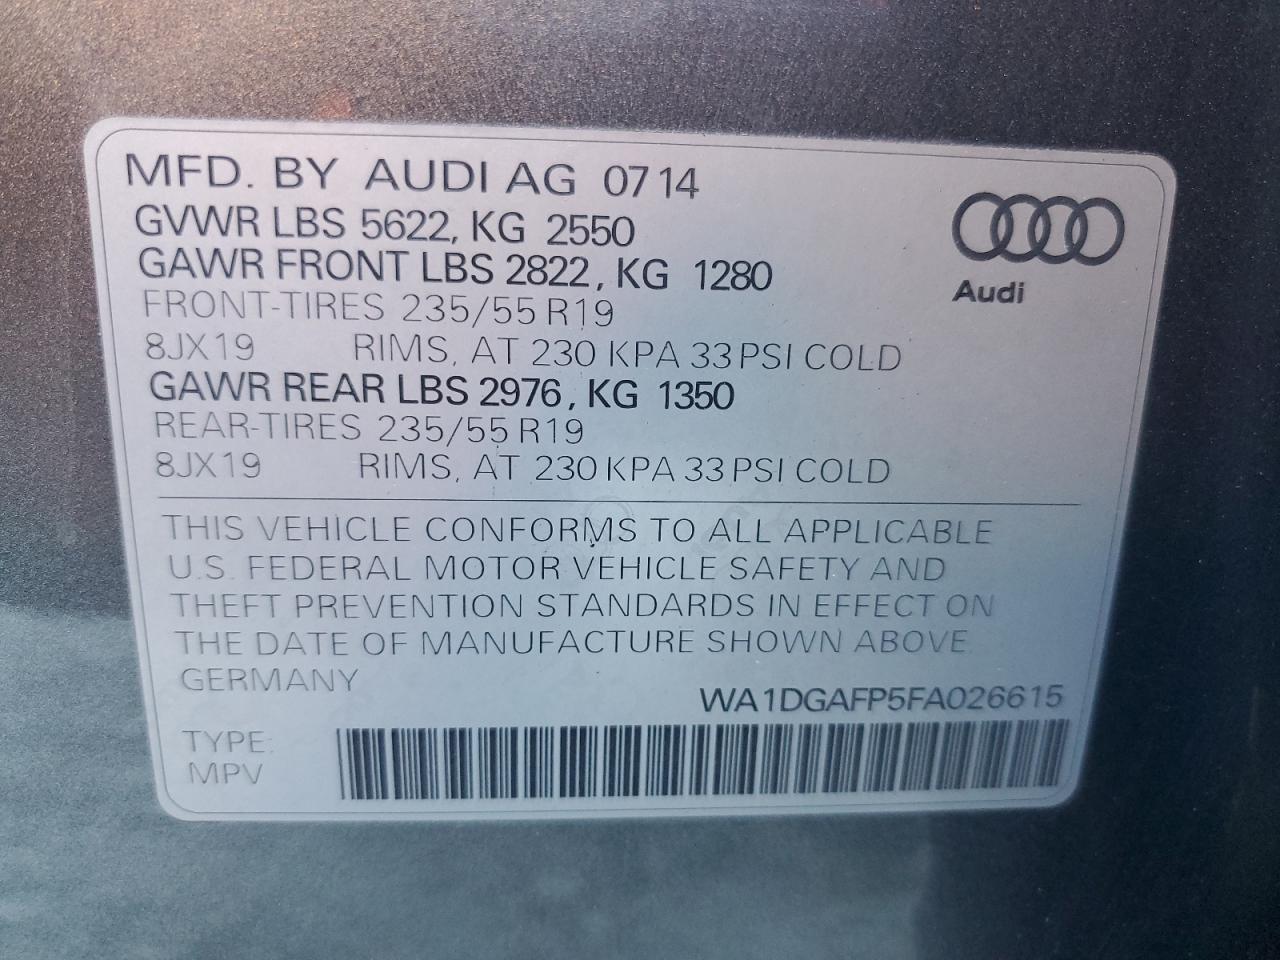 MFD. BY AUDI AG 07 14
GVWR LBS 5622, KG 2550
GAWR FRONT LBS 2822, KG 1280
FRONT-TIRES 235/55 R19
8JX19 RIMS, AT 230 KPA 33 PSI COLD
GAWR REAR LBS 2976, KG 1350
REAR-TIRES 235/55 R19
8JX19 RIMS, AT 230 KPA 33 PSI COLD
Audi
THIS VEHICLE CONFORMS TO ALL APPLICABLE
U.S. FEDERAL MOTOR VEHICLE SAFETY AND
THEFT PREVENTION STANDARDS IN EFFECT ON
THE DATE OF MANUFACTURE SHOWN ABOVE.
GERMANY
WA1DGAFP5FA026615
TYPE:
MPV